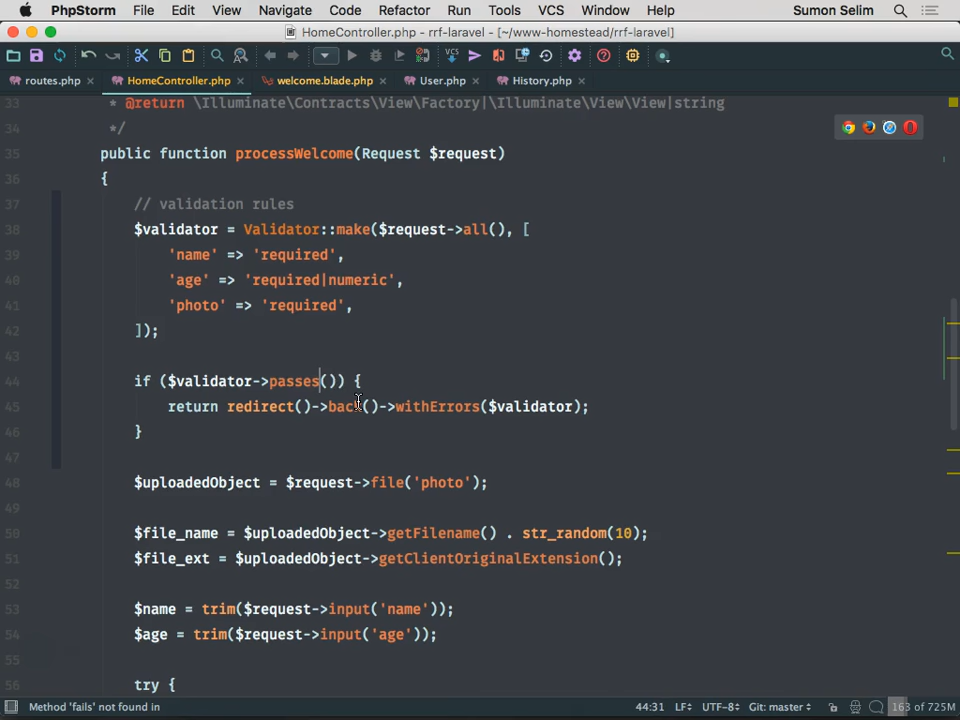 PhpStorm File Edit View Navigate Code Refactor Run Tools VCS Window Help Sumon Selim
HomeController.php - rrf-laravel - [~/www-homestead/rrf-laravel]
routes.php HomeController.php welcome.blade.php User.php History.php
33 * @return \Illuminate\Contracts\View\Factory|\Illuminate\View\View|string
34 */
35 public function processWelcome(Request $request)
36 {
37 // validation rules
38 $validator = Validator::make($request->all(), [
39 'name' => 'required',
40 'age' => 'required|numeric',
41 'photo' => 'required',
42 ]);
43
44 if ($validator->passes()) {
45 return redirect()->back()->withErrors($validator);
46 }
47
48 $uploadedObject = $request->file('photo');
49
50 $file_name = $uploadedObject->getFilename() . str_random(10);
51 $file_ext = $uploadedObject->getClientOriginalExtension();
52
53 $name = trim($request->input('name'));
54 $age = trim($request->input('age'));
55
56 try {
Method 'fails' not found in 44:31 LF UTF-8 Git: master 163 of 725M